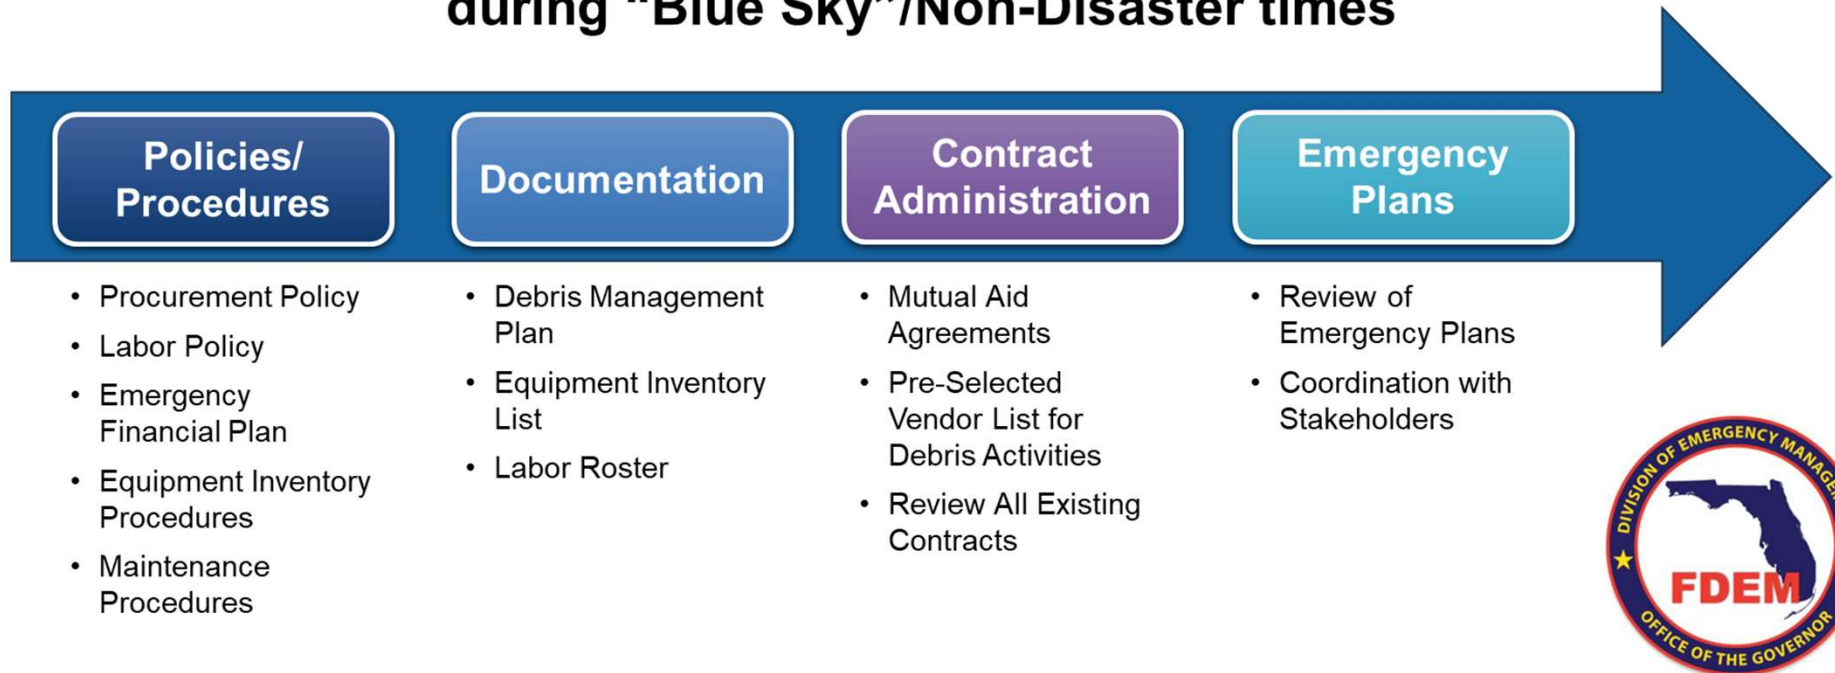 during "Blue Sky"/Non-Disaster times
Policies/
Procedures
Documentation
Contract
Administration
Emergency
Plans
• Procurement Policy
• Labor Policy
• Emergency
Financial Plan
• Equipment Inventory
Procedures
• Maintenance
Procedures
• Debris Management
Plan
• Equipment Inventory
List
• Labor Roster
• Mutual Aid
Agreements
• Pre-Selected
Vendor List for
Debris Activities
• Review All Existing
Contracts
• Review of
Emergency Plans
• Coordination with
Stakeholders
DIVISION OF EMERGENCY
FDEM
OFFICE OF THE GOVERNOR